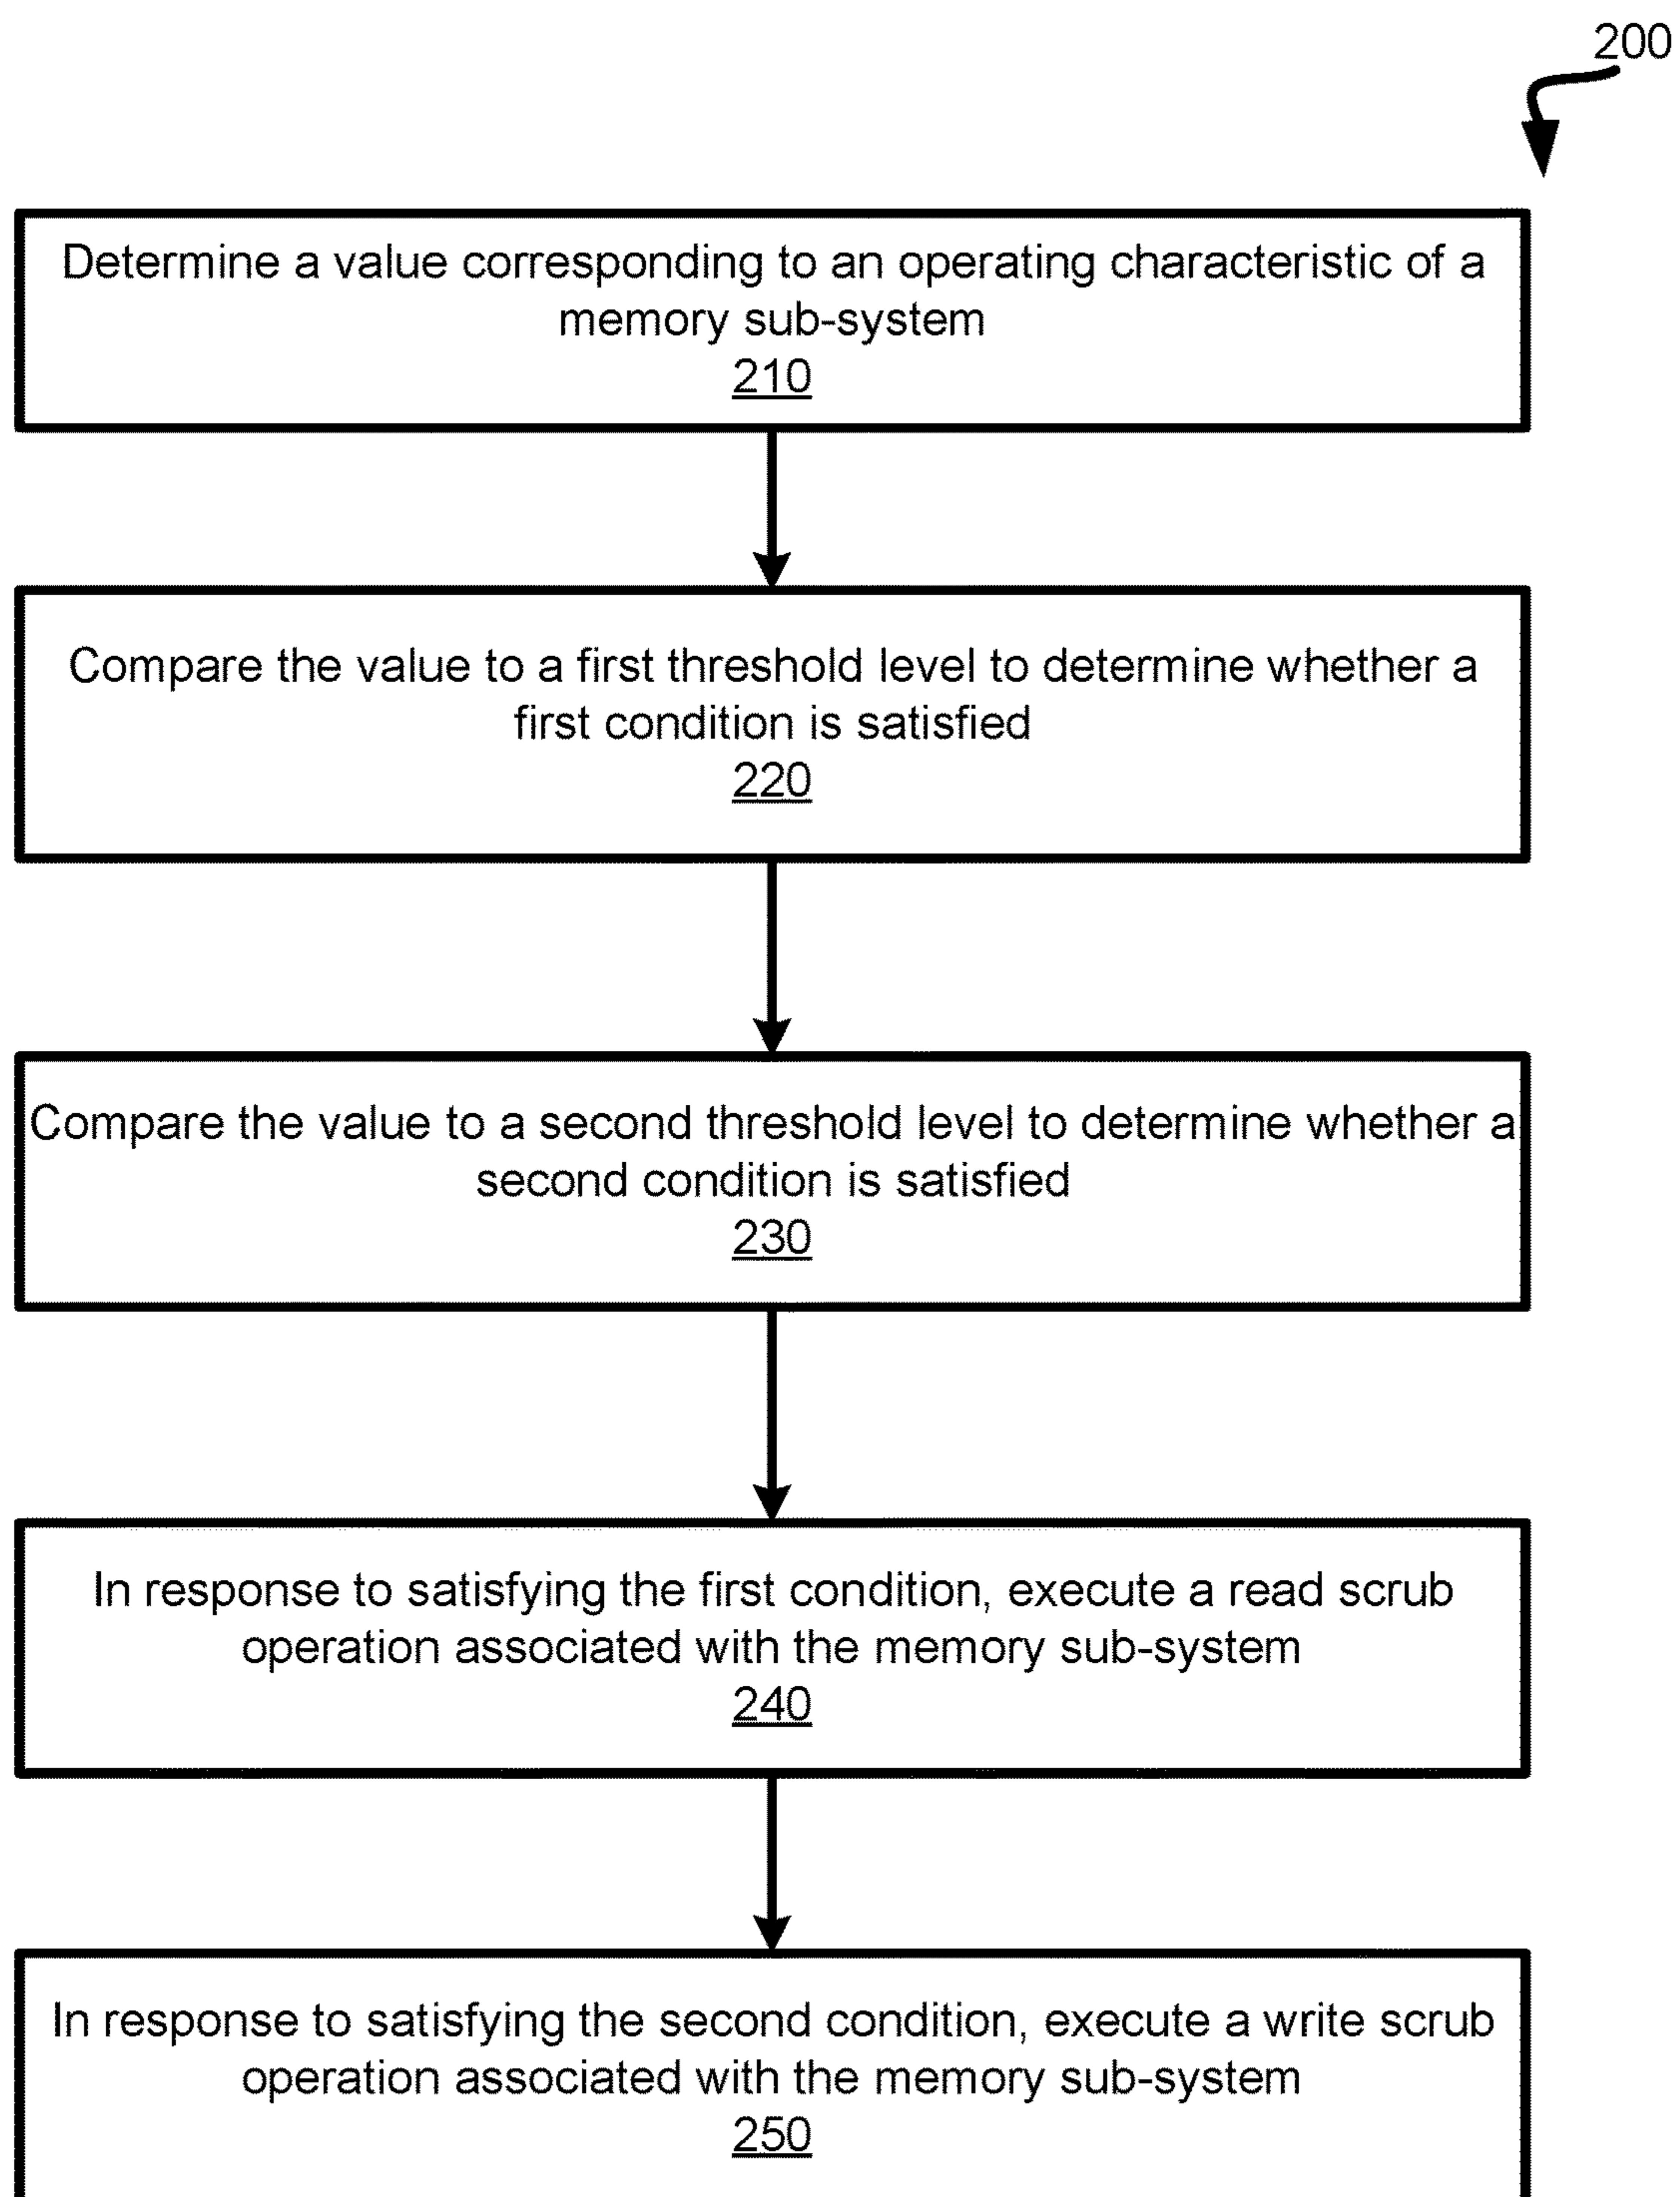 200
Determine a value corresponding to an operating characteristic of a
memory sub-system
210
Compare the value to a first threshold level to determine whether a
first condition is satisfied
220
Compare the value to a second threshold level to determine whether a
second condition is satisfied
230
In response to satisfying the first condition, execute a read scrub
operation associated with the memory sub-system
240
In response to satisfying the second condition, execute a write scrub
operation associated with the memory sub-system
250